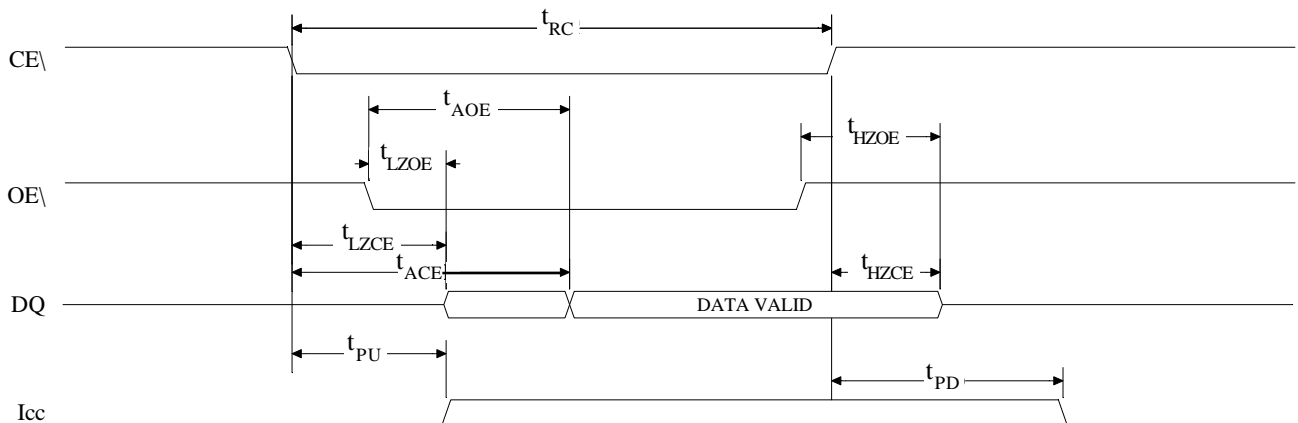 tRC
CE\
tAOE
tHZOE
tLZOE
OE\
tLZCE
tACE
tHZCE
DQ
DATA VALID
tPU
tPD
Icc